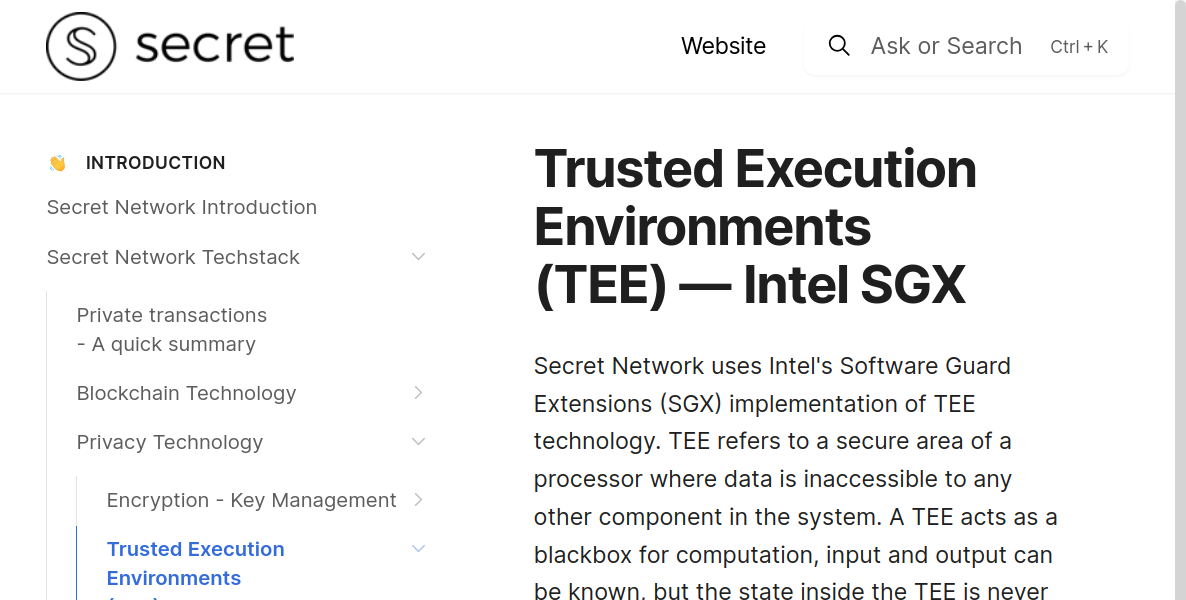 secret
Website
Ask or Search Ctrl + K
INTRODUCTION
Secret Network Introduction
Secret Network Techstack
Private transactions
- A quick summary
Blockchain Technology
Privacy Technology
Encryption - Key Management
Trusted Execution
Environments
Trusted Execution
Environments
(TEE) — Intel SGX
Secret Network uses Intel's Software Guard
Extensions (SGX) implementation of TEE
technology. TEE refers to a secure area of a
processor where data is inaccessible to any
other component in the system. A TEE acts as a
blackbox for computation, input and output can
be known, but the state inside the TEE is never